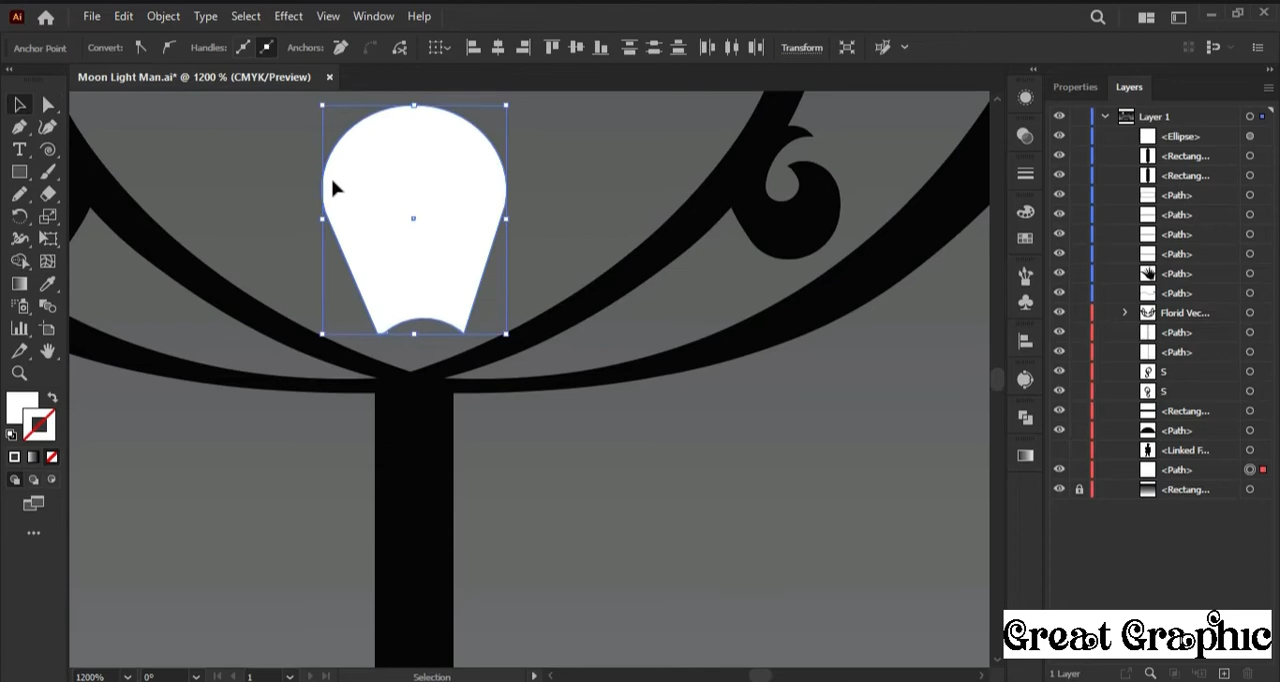 Ai File Edit Object Type Select Effect View Window Help
Anchor Point Convert: Handles: Anchors: Transform
Moon Light Man.ai* @ 1200 % (CMYK/Preview) ×
Properties Layers
Layer 1
<Ellipse>
<Rectang...
<Rectang...
<Path>
<Path>
<Path>
<Path>
<Path>
<Path>
Florid Vec...
<Path>
<Path>
S
S
<Rectang...
<Path>
<Linked F...
<Path>
<Rectang...
Great Graphic
1200% 0° 1 Selection 1 Layer